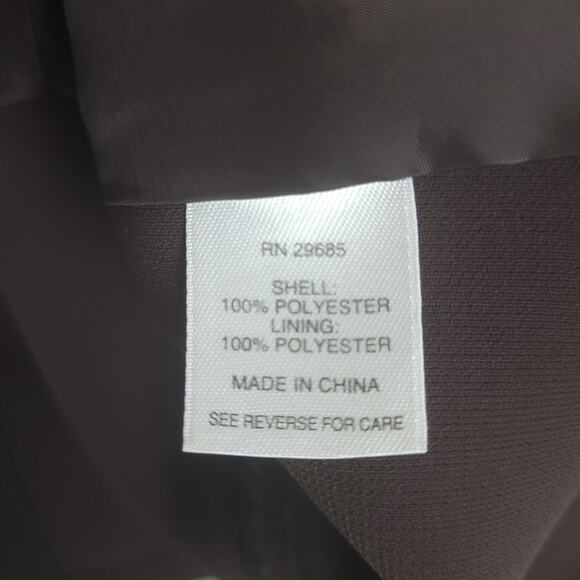 RN 29685
SHELL:
100% POLYESTER
LINING:
100% POLYESTER
MADE IN CHINA
SEE REVERSE FOR CARE